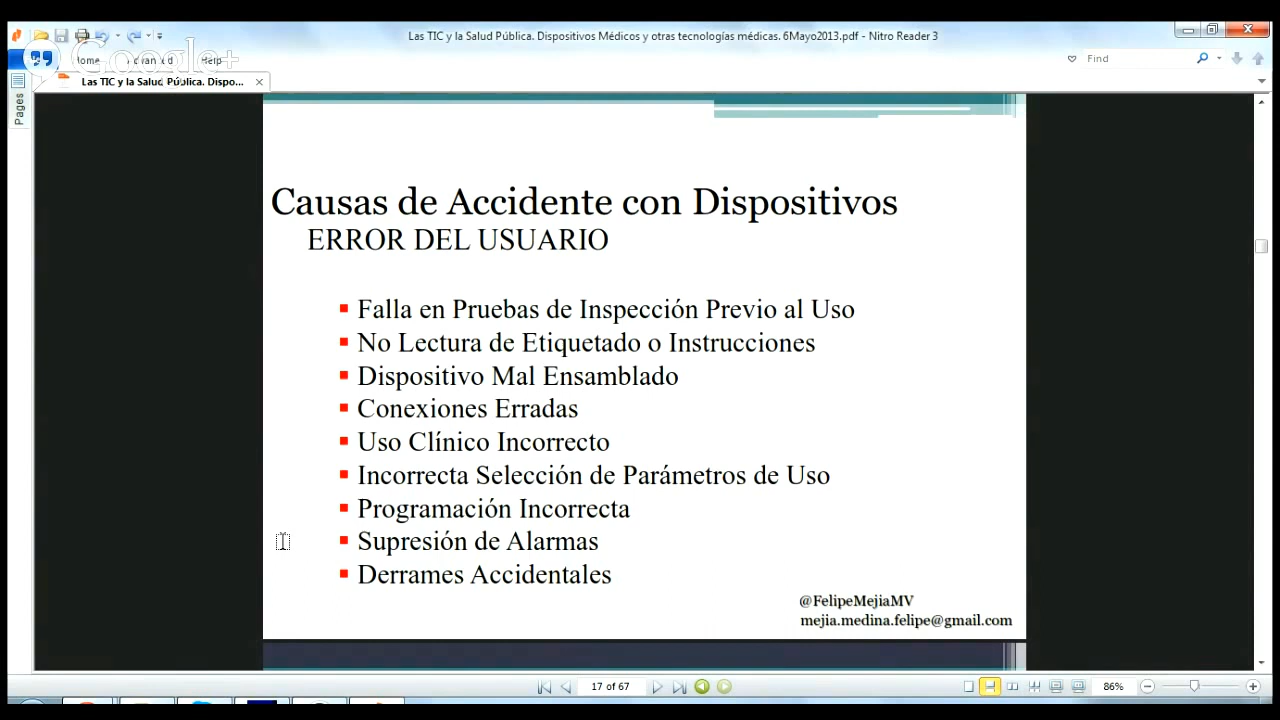 Las TIC y la Salud Pública. Dispositivos Médicos y otras tecnologías médicas. 6Mayo2013.pdf - Nitro Reader 3
Google+
Home Advanced Help
Find
Las TIC y la Salud Pública. Dispo...
Pages
Causas de Accidente con Dispositivos
ERROR DEL USUARIO
Falla en Pruebas de Inspección Previo al Uso
No Lectura de Etiquetado o Instrucciones
Dispositivo Mal Ensamblado
Conexiones Erradas
Uso Clínico Incorrecto
Incorrecta Selección de Parámetros de Uso
Programación Incorrecta
Supresión de Alarmas
Derrames Accidentales
@FelipeMejiaMV
mejia.medina.felipe@gmail.com
17 of 67
86%